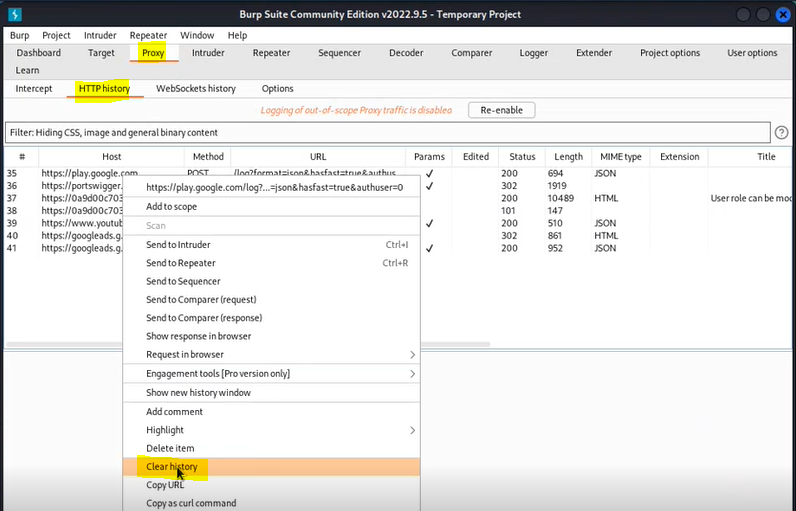 Burp Suite Community Edition v2022.9.5 - Temporary Project
Burp Project Intruder Repeater Window Help
Dashboard Target Proxy Intruder Repeater Sequencer Decoder Comparer Logger Extender Project options User options
Learn
Intercept HTTP history WebSockets history Options
Logging of out-of-scope Proxy traffic is disabled Re-enable
Filter: Hiding CSS, image and general binary content ?
# Host Method URL Params Edited Status Length MIME type Extension Title
35 https://play.google.com POST /log?format=json&hasfast=true&authus... ✓ 200 694 JSON
36 https://portswigger. ✓ 302 1919
37 https://0a9d00c703 200 10489 HTML User role can be mod
38 https://0a9d00c703 101 147
39 https://www.youtub ✓ 200 510 JSON
40 https://googleads.g. 302 861 HTML
41 https://googleads.g. ✓ 200 952 JSON
https://play.google.com/log?...=json&hasfast=true&authuser=0
Add to scope
Scan
Send to Intruder Ctrl+I
Send to Repeater Ctrl+R
Send to Sequencer
Send to Comparer (request)
Send to Comparer (response)
Show response in browser
Request in browser
Engagement tools [Pro version only]
Show new history window
Add comment
Highlight
Delete item
Clear history
Copy URL
Copy as curl command